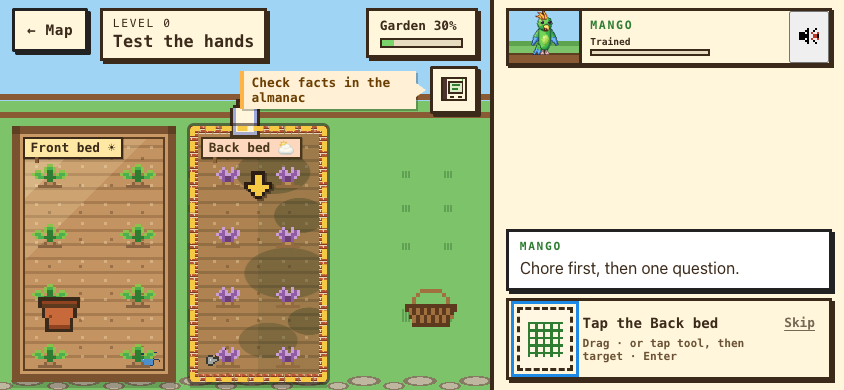 ← Map
LEVEL 0
Test the hands
Garden 30%
Check facts in the
almanac
Front bed ☀
Back bed ⛅
MANGO
Trained
MANGO
Chore first, then one question.
Tap the Back bed
Skip
Drag · or tap tool, then
target · Enter